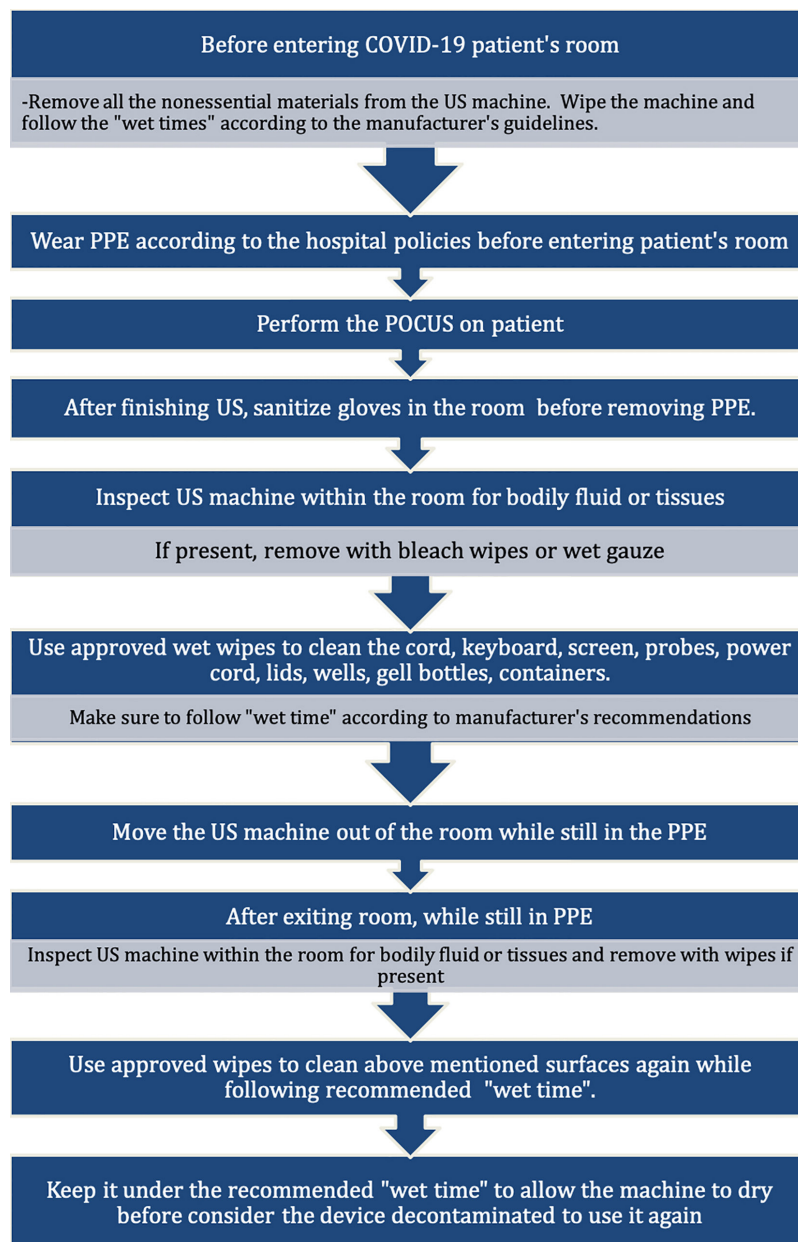 Before entering COVID-19 patient's room
-Remove all the nonessential materials from the US machine. Wipe the machine and
follow the "wet times" according to the manufacturer's guidelines.
Wear PPE according to the hospital policies before entering patient's room
Perform the POCUS on patient
After finishing US, sanitize gloves in the room before removing PPE.
Inspect US machine within the room for bodily fluid or tissues
If present, remove with bleach wipes or wet gauze
Use approved wet wipes to clean the cord, keyboard, screen, probes, power
cord, lids, wells, gell bottles, containers.
Make sure to follow "wet time" according to manufacturer's recommendations
Move the US machine out of the room while still in the PPE
After exiting room, while still in PPE
Inspect US machine within the room for bodily fluid or tissues and remove with wipes if
present
Use approved wipes to clean above mentioned surfaces again while
following recommended "wet time".
Keep it under the recommended "wet time" to allow the machine to dry
before consider the device decontaminated to use it again